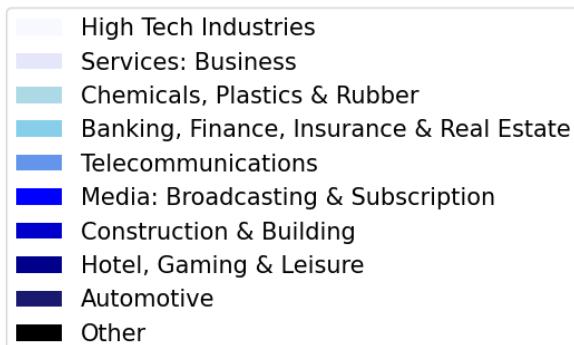 High Tech Industries
Services: Business
Chemicals, Plastics & Rubber
Banking, Finance, Insurance & Real Estate
Telecommunications
Media: Broadcasting & Subscription
Construction & Building
Hotel, Gaming & Leisure
Automotive
Other